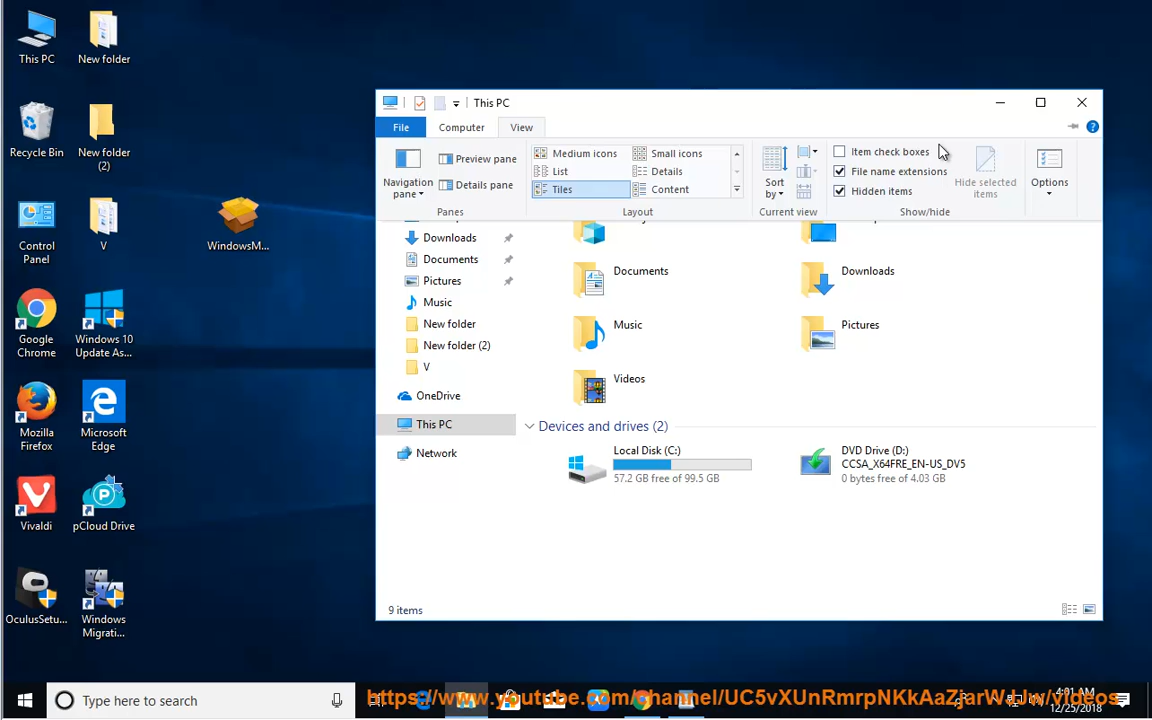 This PC
New folder
Recycle Bin
New folder
(2)
Control
Panel
V
WindowsM...
Google
Chrome
Windows 10
Update As...
Mozilla
Firefox
Microsoft
Edge
Vivaldi
pCloud Drive
OculusSetu...
Windows
Migrati...
This PC
File
Computer
View
Navigation
pane
Preview pane
Details pane
Panes
Medium icons
Small icons
List
Details
Tiles
Content
Layout
Sort
by
Current view
Item check boxes
File name extensions
Hidden items
Hide selected
items
Show/hide
Options
Downloads
Documents
Pictures
Music
New folder
New folder (2)
V
OneDrive
This PC
Network
Documents
Downloads
Music
Pictures
Videos
Devices and drives (2)
Local Disk (C:)
57.2 GB free of 99.5 GB
DVD Drive (D:)
CCSA_X64FRE_EN-US_DV5
0 bytes free of 4.03 GB
9 items
Type here to search
4:01 AM
12/25/2018